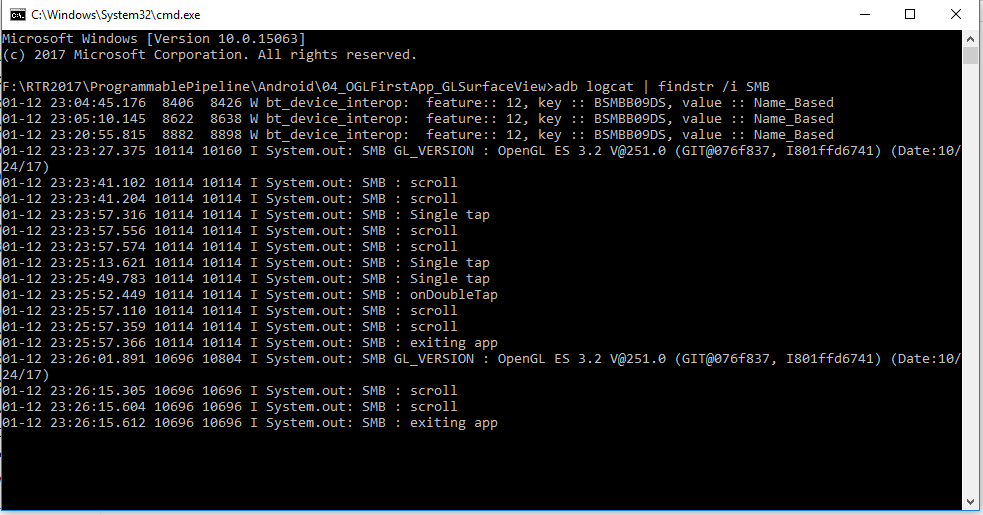 C:\Windows\System32\cmd.exe
Microsoft Windows [Version 10.0.15063]
(c) 2017 Microsoft Corporation. All rights reserved.
F:\RTR2017\ProgrammablePipeline\Android\04_OGLFirstApp_GLSurfaceView>adb logcat | findstr /i SMB
01-12 23:04:45.176  8406  8426 W bt_device_interop:  feature:: 12, key :: BSMBB09DS, value :: Name_Based
01-12 23:05:10.145  8622  8638 W bt_device_interop:  feature:: 12, key :: BSMBB09DS, value :: Name_Based
01-12 23:20:55.815  8882  8898 W bt_device_interop:  feature:: 12, key :: BSMBB09DS, value :: Name_Based
01-12 23:23:27.375 10114 10160 I System.out: SMB GL_VERSION : OpenGL ES 3.2 V@251.0 (GIT@076f837, I801ffd6741) (Date:10/
24/17)
01-12 23:23:41.102 10114 10114 I System.out: SMB : scroll
01-12 23:23:41.204 10114 10114 I System.out: SMB : scroll
01-12 23:23:57.316 10114 10114 I System.out: SMB : Single tap
01-12 23:23:57.556 10114 10114 I System.out: SMB : scroll
01-12 23:23:57.574 10114 10114 I System.out: SMB : scroll
01-12 23:25:13.621 10114 10114 I System.out: SMB : Single tap
01-12 23:25:49.783 10114 10114 I System.out: SMB : Single tap
01-12 23:25:52.449 10114 10114 I System.out: SMB : onDoubleTap
01-12 23:25:57.110 10114 10114 I System.out: SMB : scroll
01-12 23:25:57.359 10114 10114 I System.out: SMB : scroll
01-12 23:25:57.366 10114 10114 I System.out: SMB : exiting app
01-12 23:26:01.891 10696 10804 I System.out: SMB GL_VERSION : OpenGL ES 3.2 V@251.0 (GIT@076f837, I801ffd6741) (Date:10/
24/17)
01-12 23:26:15.305 10696 10696 I System.out: SMB : scroll
01-12 23:26:15.604 10696 10696 I System.out: SMB : scroll
01-12 23:26:15.612 10696 10696 I System.out: SMB : exiting app